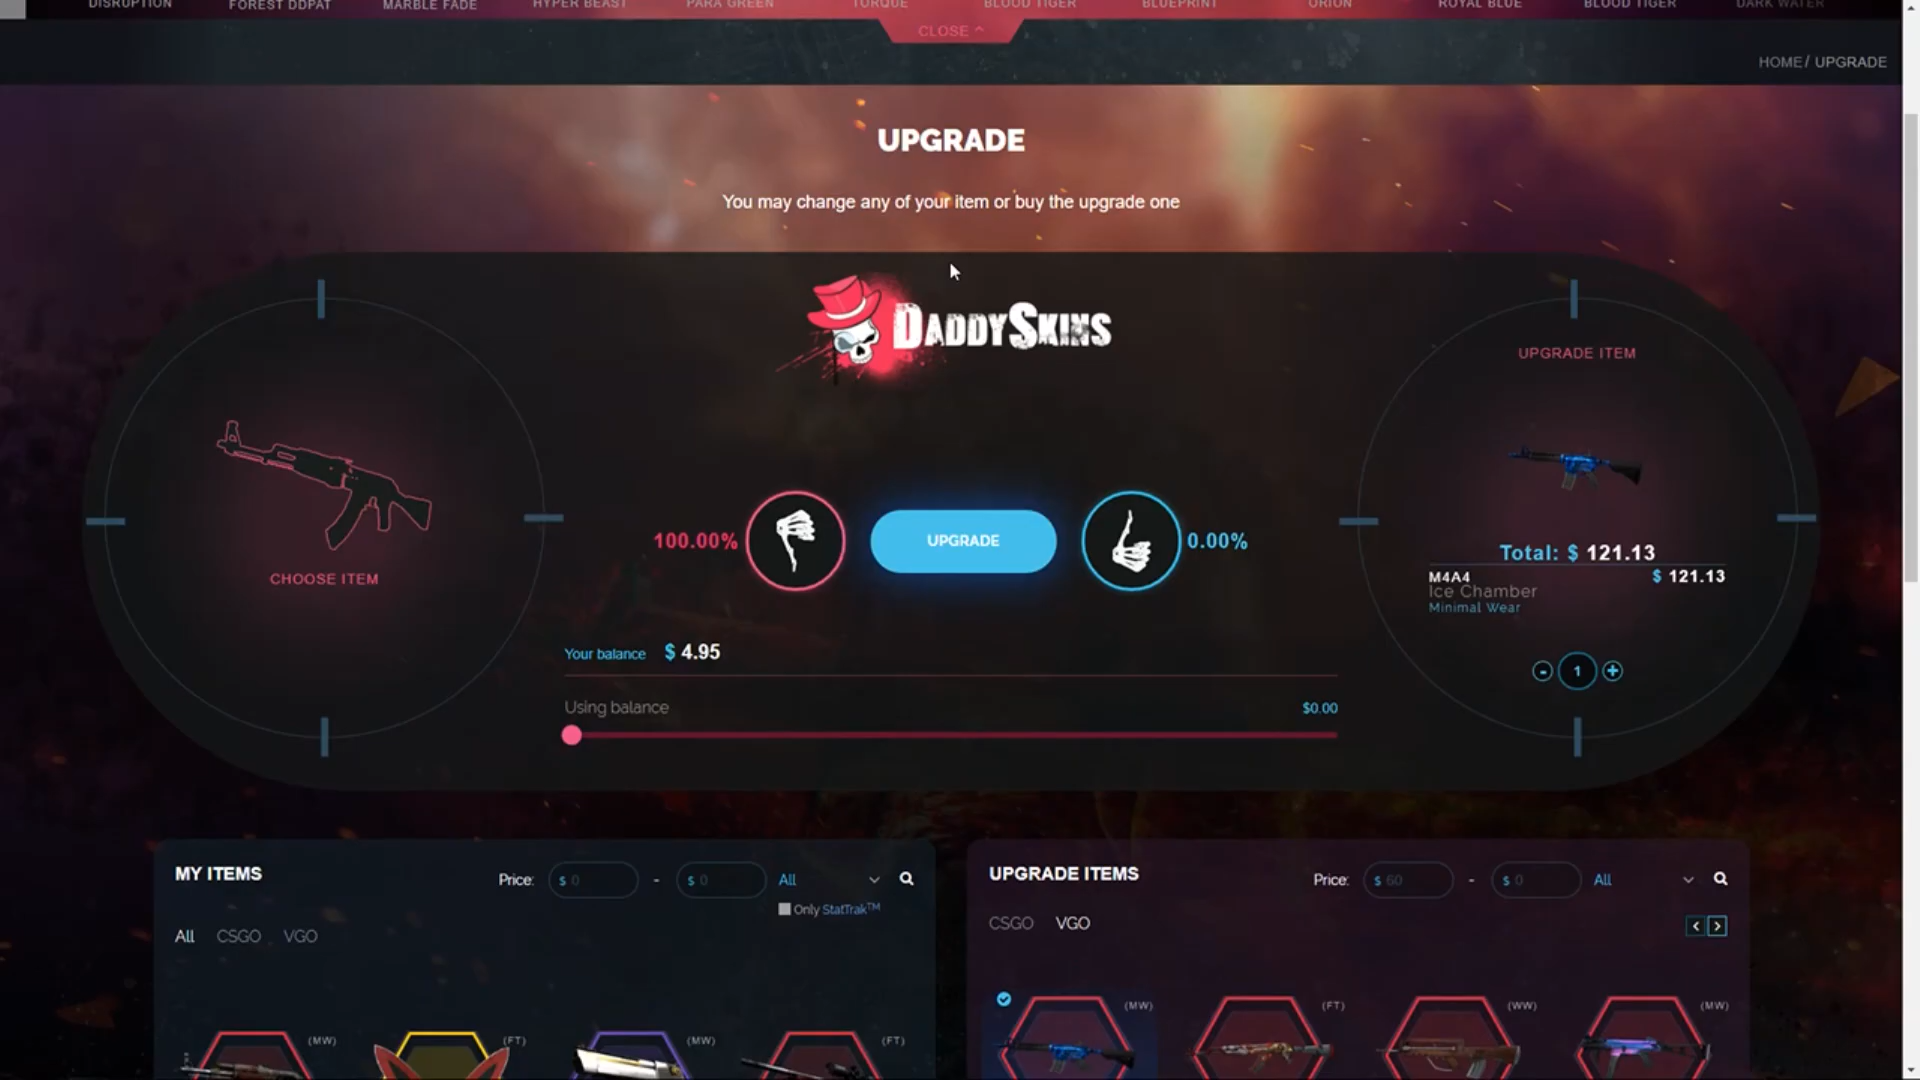 DISRUPTION FOREST DDPAT MARBLE FADE HYPER BEAST PARA GREEN TORQUE BLOOD TIGER BLUEPRINT ORION ROYAL BLUE BLOOD TIGER DARK WATER
CLOSE
HOME / UPGRADE
UPGRADE
You may change any of your item or buy the upgrade one
DADDYSKINS
UPGRADE ITEM
CHOOSE ITEM
100.00%
UPGRADE
0.00%
Total: $ 121.13
M4A4 $ 121.13
Ice Chamber
Minimal Wear
- 1 +
Your balance $ 4.95
Using balance $0.00
MY ITEMS
Price: $ 0 - $ 0 All
Only StatTrak™
All CSGO VGO
(MW) (FT) (MW) (FT)
UPGRADE ITEMS
Price: $ 60 - $ 0 All
CSGO VGO
< >
(MW) (FT) (WW) (MW)